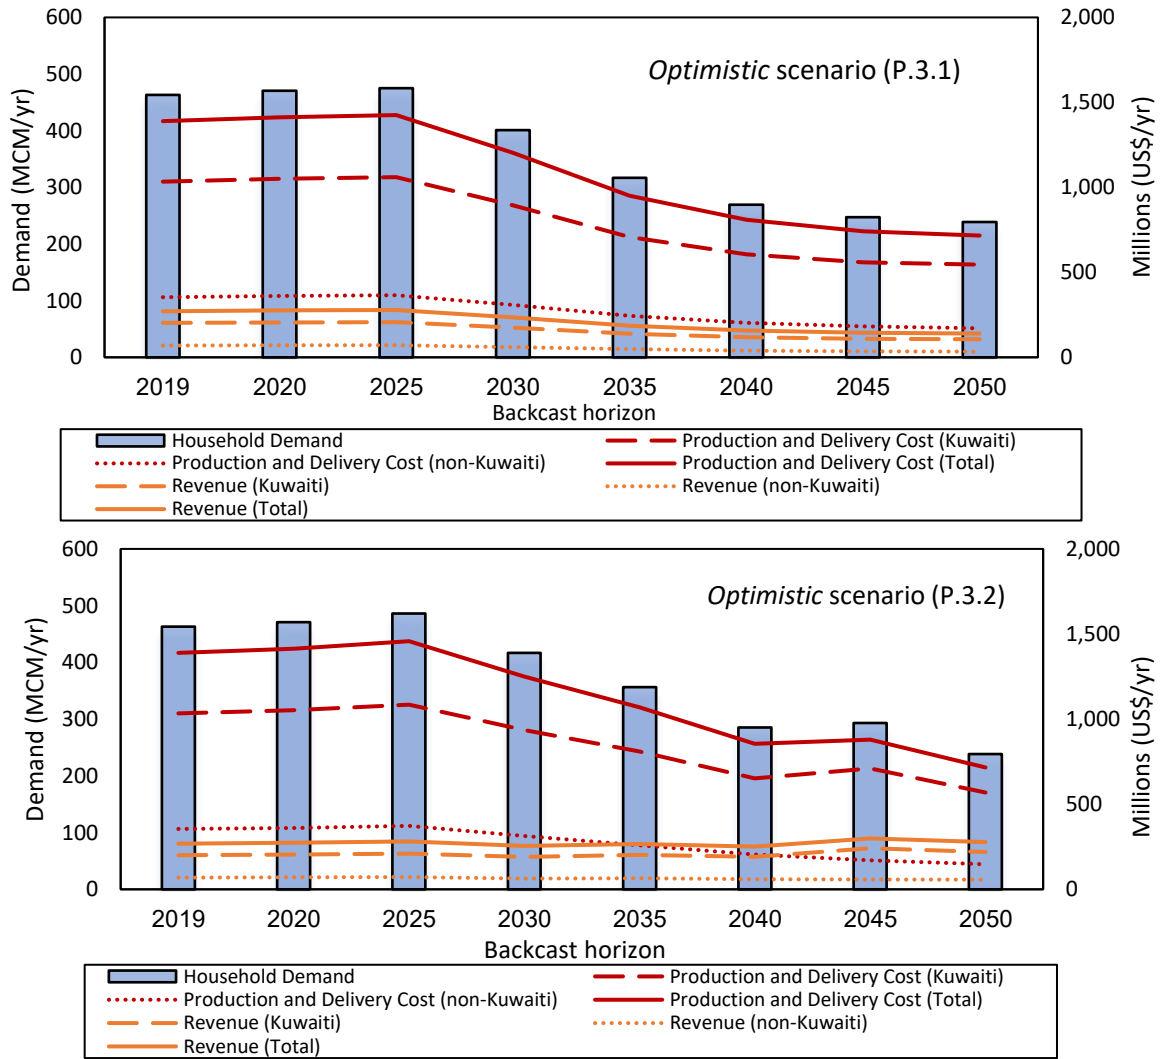 600
500
400
300
200
100
0
Demand (MCM/yr)
2,000
1,500
1,000
500
0
Millions (US$/yr)
Optimistic scenario (P.3.1)
2019 2020 2025 2030 2035 2040 2045 2050
Backcast horizon
Household Demand
Production and Delivery Cost (Kuwaiti)
Production and Delivery Cost (non-Kuwaiti)
Production and Delivery Cost (Total)
Revenue (Kuwaiti)
Revenue (non-Kuwaiti)
Revenue (Total)
600
500
400
300
200
100
0
Demand (MCM/yr)
2,000
1,500
1,000
500
0
Millions (US$/yr)
Optimistic scenario (P.3.2)
2019 2020 2025 2030 2035 2040 2045 2050
Backcast horizon
Household Demand
Production and Delivery Cost (Kuwaiti)
Production and Delivery Cost (non-Kuwaiti)
Production and Delivery Cost (Total)
Revenue (Kuwaiti)
Revenue (non-Kuwaiti)
Revenue (Total)